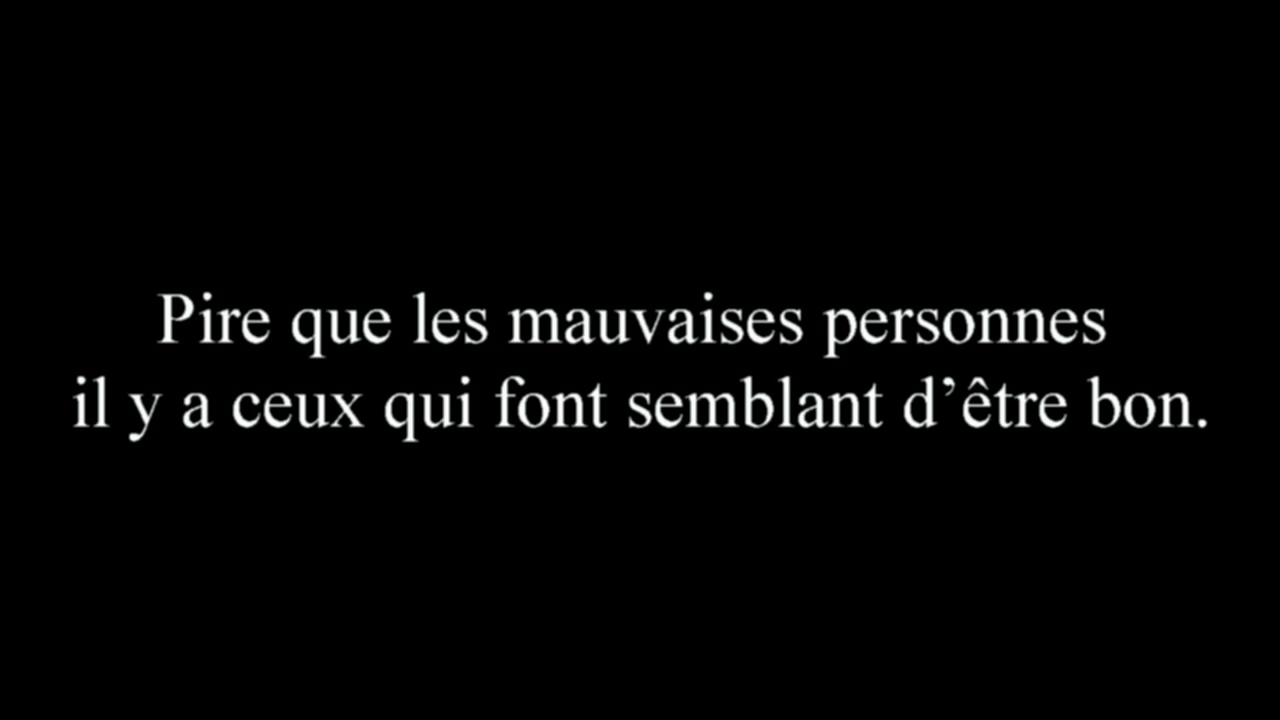 Pire que les mauvaises personnes
il y a ceux qui font semblant d’être bon.